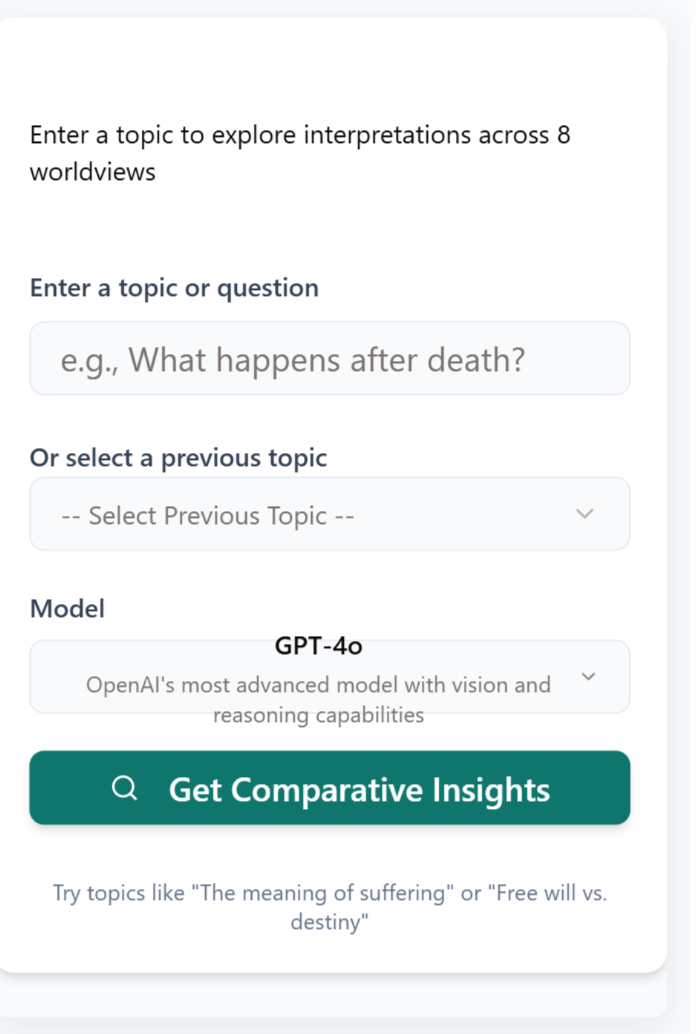 Enter a topic to explore interpretations across 8
worldviews
Enter a topic or question
e.g., What happens after death?
Or select a previous topic
-- Select Previous Topic --
Model
GPT-4o
OpenAI's most advanced model with vision and
reasoning capabilities
Get Comparative Insights
Try topics like "The meaning of suffering" or "Free will vs.
destiny"